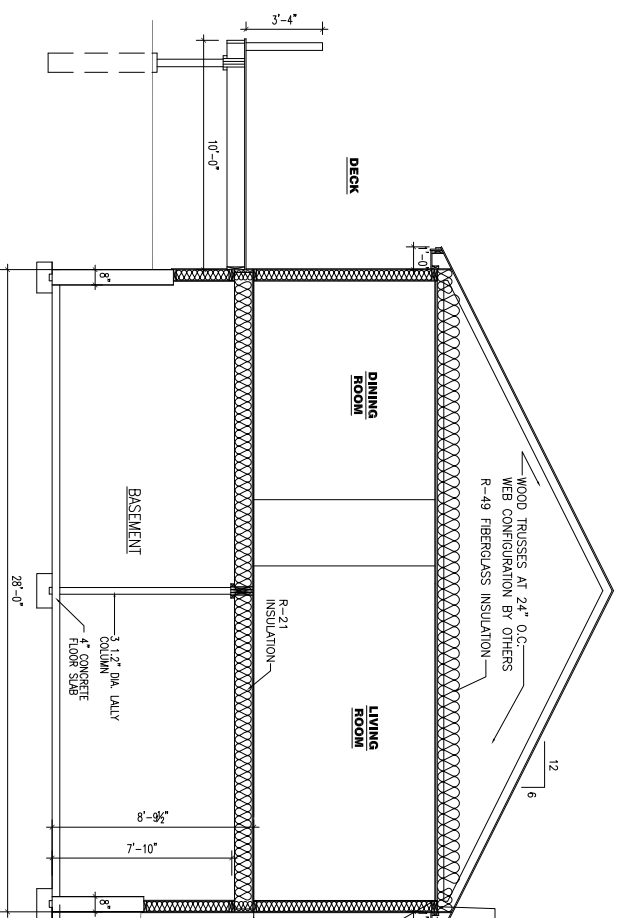 3'-4"
10'-0"
DECK
1'-0"
8"
DINING
ROOM
WOOD TRUSSES AT 24" O.C.
WEB CONFIGURATION BY OTHERS
R-49 FIBERGLASS INSULATION
BASEMENT
28'-0"
3 1.2" DIA. LALLY
COLUMN
4" CONCRETE
FLOOR SLAB
R-21
INSULATION
LIVING
ROOM
12
6
8'-9½"
7'-10"
8"